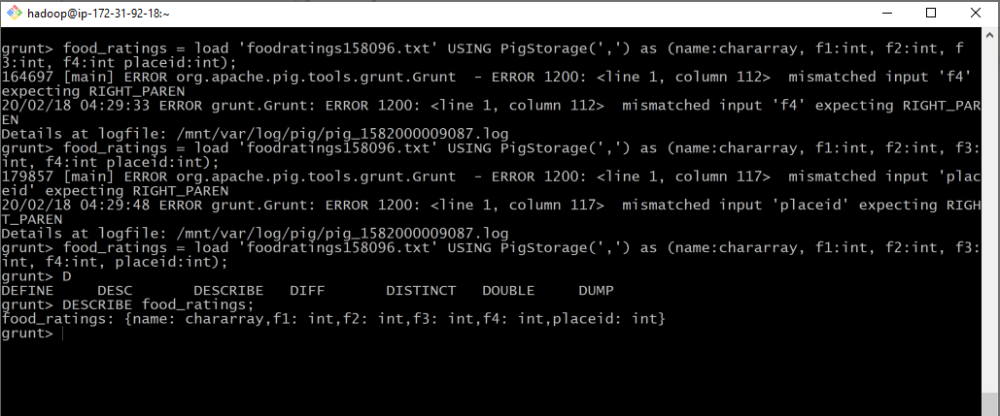 hadoop@ip-172-31-92-18:~
grunt> food_ratings = load 'foodratings158096.txt' USING PigStorage(',') as (name:chararray, f1:int, f2:int, f
3:int, f4:int placeid:int);
164697 [main] ERROR org.apache.pig.tools.grunt.Grunt  - ERROR 1200: <line 1, column 112>  mismatched input 'f4'
expecting RIGHT_PAREN
20/02/18 04:29:33 ERROR grunt.Grunt: ERROR 1200: <line 1, column 112>  mismatched input 'f4' expecting RIGHT_PAR
EN
Details at logfile: /mnt/var/log/pig/pig_1582000009087.log
grunt> food_ratings = load 'foodratings158096.txt' USING PigStorage(',') as (name:chararray, f1:int, f2:int, f3:
int, f4:int placeid:int);
179857 [main] ERROR org.apache.pig.tools.grunt.Grunt  - ERROR 1200: <line 1, column 117>  mismatched input 'plac
eid' expecting RIGHT_PAREN
20/02/18 04:29:48 ERROR grunt.Grunt: ERROR 1200: <line 1, column 117>  mismatched input 'placeid' expecting RIGH
T_PAREN
Details at logfile: /mnt/var/log/pig/pig_1582000009087.log
grunt> food_ratings = load 'foodratings158096.txt' USING PigStorage(',') as (name:chararray, f1:int, f2:int, f3:
int, f4:int, placeid:int);
grunt> D
DEFINE     DESC       DESCRIBE   DIFF       DISTINCT   DOUBLE     DUMP
grunt> DESCRIBE food_ratings;
food_ratings: {name: chararray,f1: int,f2: int,f3: int,f4: int,placeid: int}
grunt>